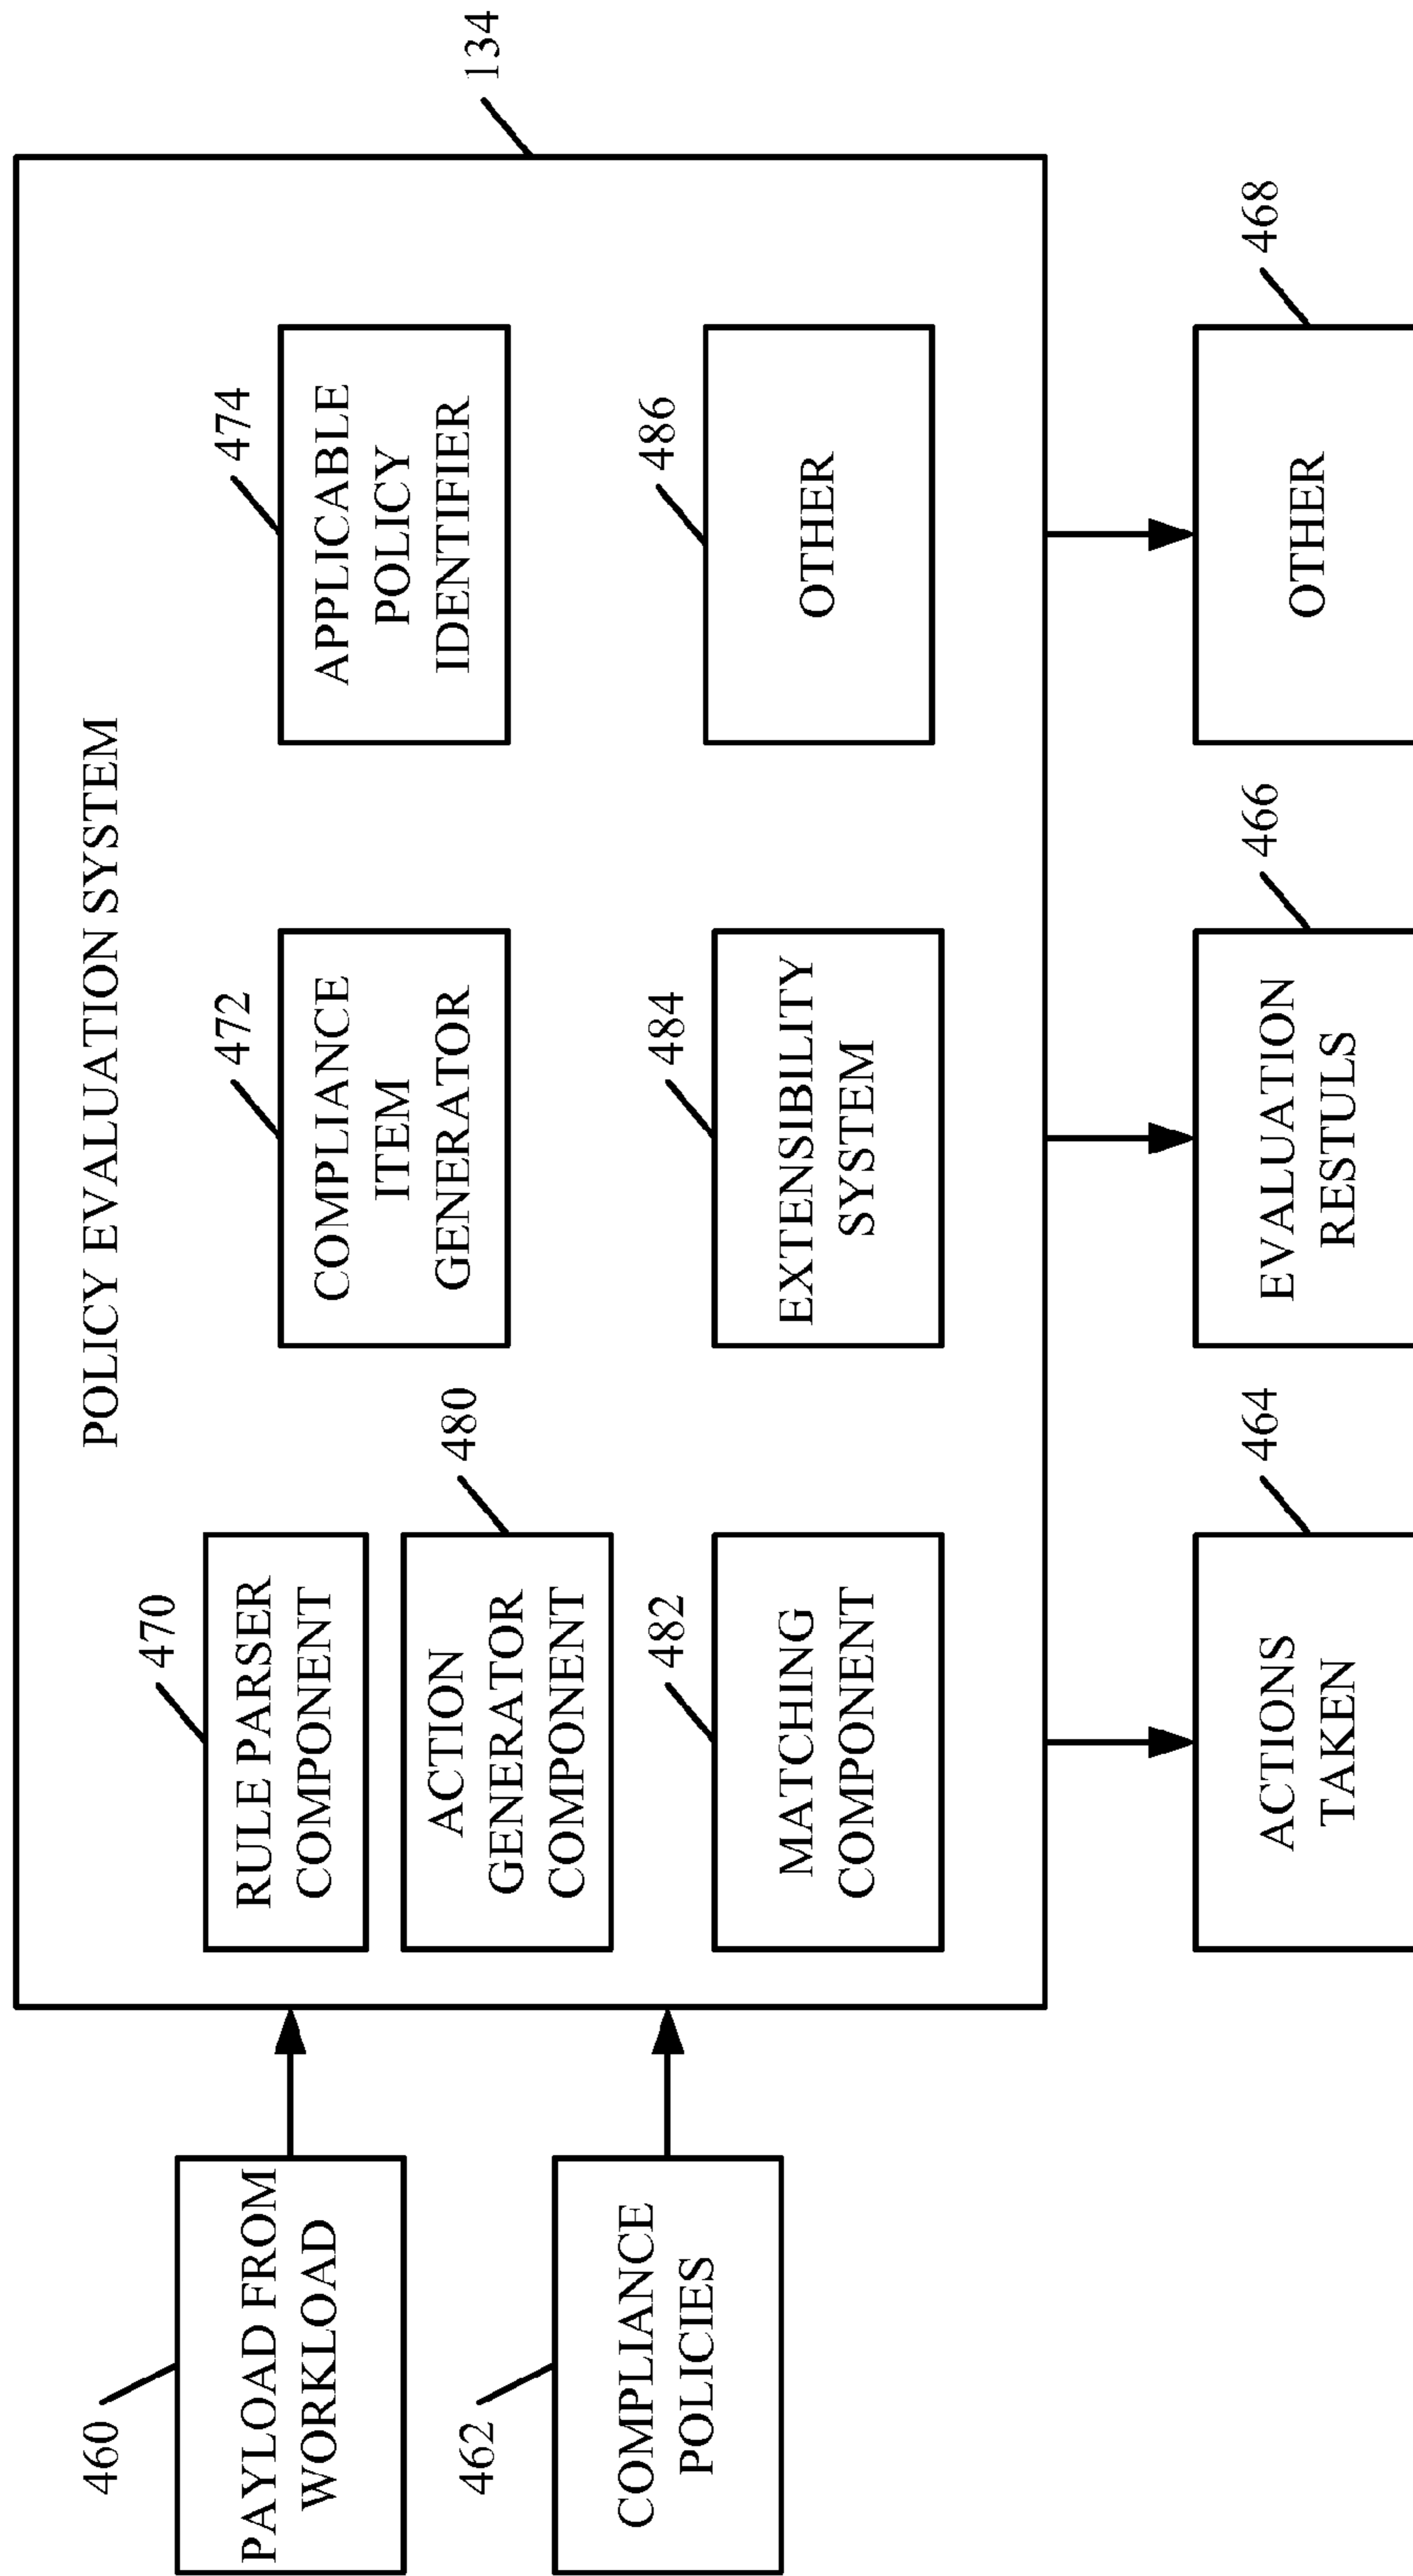 POLICY EVALUATION SYSTEM
134
460
PAYLOAD FROM
WORKLOAD
462
COMPLIANCE
POLICIES
470
RULE PARSER
COMPONENT
480
ACTION
GENERATOR
COMPONENT
482
MATCHING
COMPONENT
472
COMPLIANCE
ITEM
GENERATOR
484
EXTENSIBILITY
SYSTEM
474
APPLICABLE
POLICY
IDENTIFIER
486
OTHER
464
ACTIONS
TAKEN
466
EVALUATION
RESTULS
468
OTHER